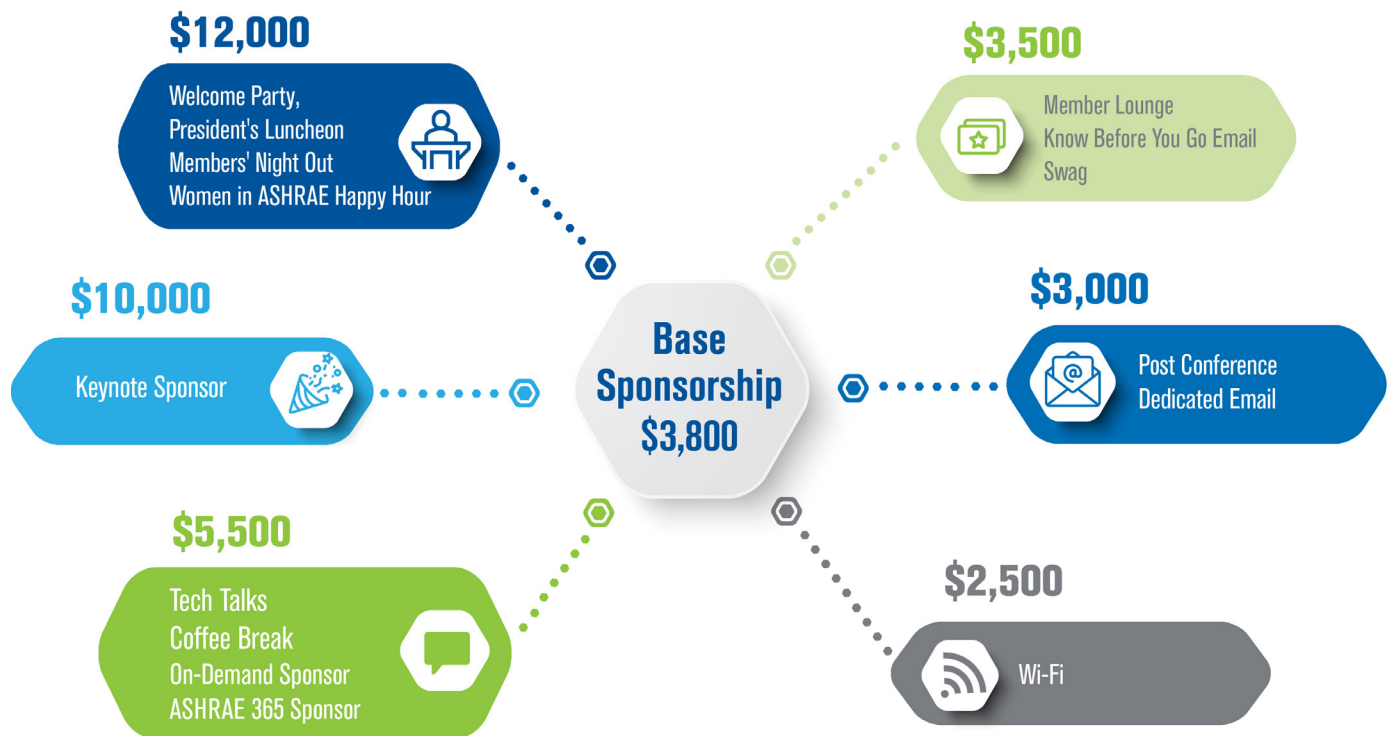 $12,000
Welcome Party,
President's Luncheon
Members' Night Out
Women in ASHRAE Happy Hour
$3,500
Member Lounge
Know Before You Go Email
Swag
$10,000
Keynote Sponsor
Base
Sponsorship
$3,800
$3,000
@
Post Conference
Dedicated Email
$5,500
Tech Talks
Coffee Break
On-Demand Sponsor
ASHRAE 365 Sponsor
$2,500
Wi-Fi